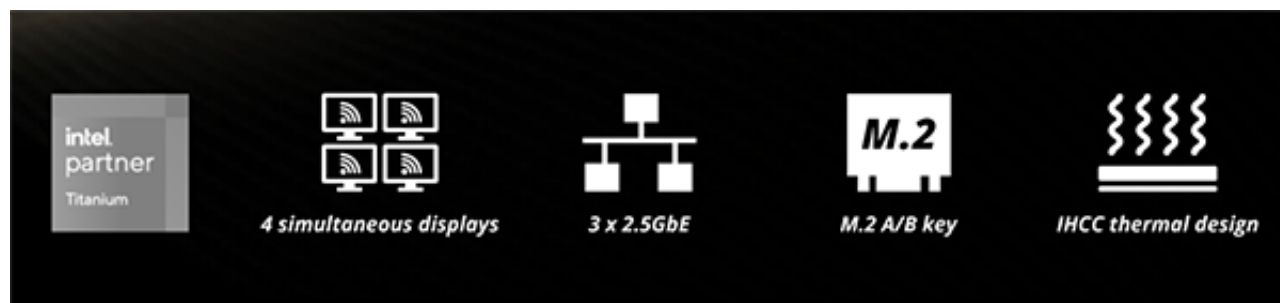 intel.
partner
Titanium
4 simultaneous displays
3 x 2.5GbE
M.2
M.2 A/B key
IHCC thermal design